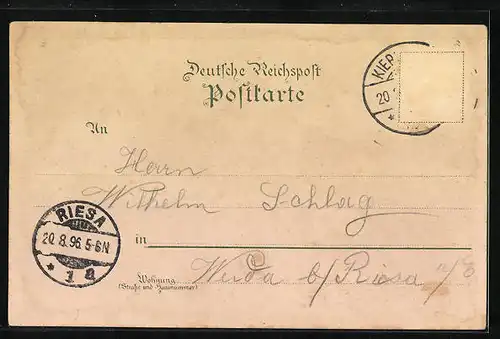 Deutsche Reichspost
Postkarte
KIEP
20
*
An
Herrn
Wilhelm Schlag
RIESA
20.8.96.5-6N
* 1 a
in
Weida b/Riesa a/E
Wohnung
(Straße und Hausnummer)